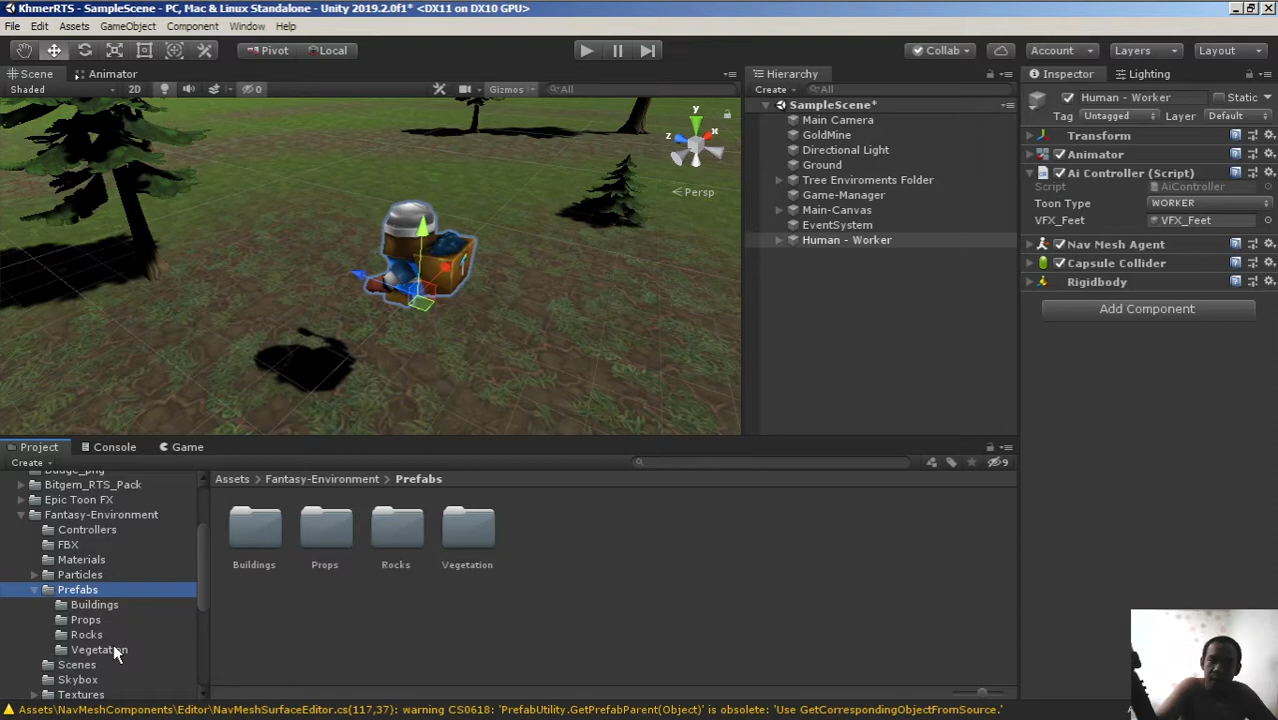 KhmerRTS - SampleScene - PC, Mac & Linux Standalone - Unity 2019.2.0f1* <DX11 on DX10 GPU>
File Edit Assets GameObject Component Window Help
Pivot Local Collab Account Layers Layout
Scene Animator
Shaded 2D 0 Gizmos All
y
x
z
Persp
Hierarchy
Create All
SampleScene*
Main Camera
GoldMine
Directional Light
Ground
Tree Enviroments Folder
Game-Manager
Main-Canvas
EventSystem
Human - Worker
Inspector Lighting
Human - Worker Static
Tag Untagged Layer Default
Transform
Animator
Ai Controller (Script)
Script AiController
Toon Type WORKER
VFX_Feet VFX_Feet
Nav Mesh Agent
Capsule Collider
Rigidbody
Add Component
Project Console Game
Create 9
Badge_png
Bitgem_RTS_Pack
Epic Toon FX
Fantasy-Environment
Controllers
FBX
Materials
Particles
Prefabs
Buildings
Props
Rocks
Vegetation
Scenes
Skybox
Textures
Assets > Fantasy-Environment > Prefabs
Buildings Props Rocks Vegetation
Assets\NavMeshComponents\Editor\NavMeshSurfaceEditor.cs(117,37): warning CS0618: 'PrefabUtility.GetPrefabParent(Object)' is obsolete: 'Use GetCorrespondingObjectFromSource.'